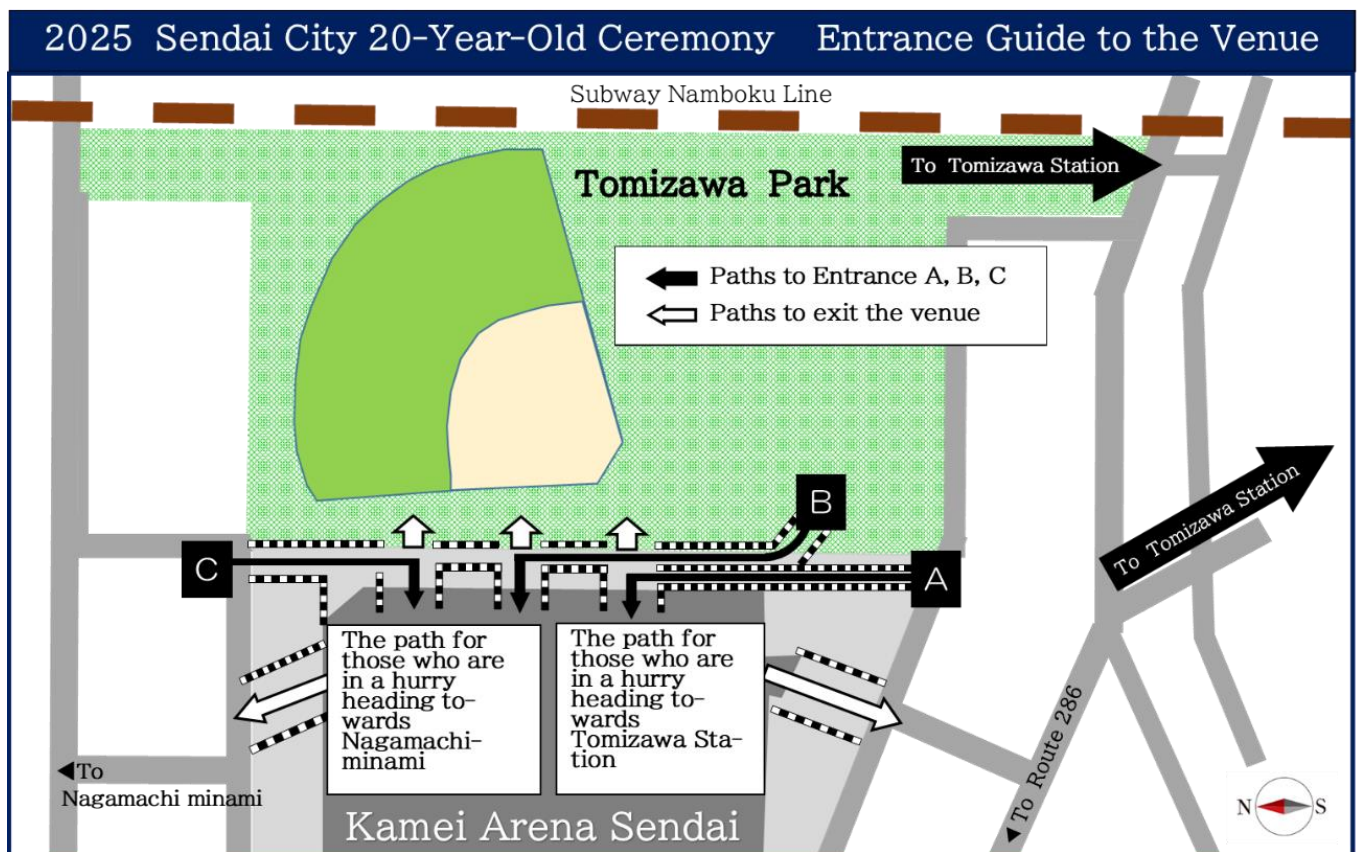 2025 Sendai City 20-Year-Old Ceremony Entrance Guide to the Venue
Subway Namboku Line
To Tomizawa Station
Tomizawa Park
Paths to Entrance A, B, C
Paths to exit the venue
B
To Tomizawa Station
C
A
The path for
those who are
in a hurry
heading to-
wards
Nagamachi-
minami
The path for
those who are
in a hurry
heading to-
wards
Tomizawa Sta-
tion
◀To
Nagamachi minami
◀To Route 286
N S
Kamei Arena Sendai